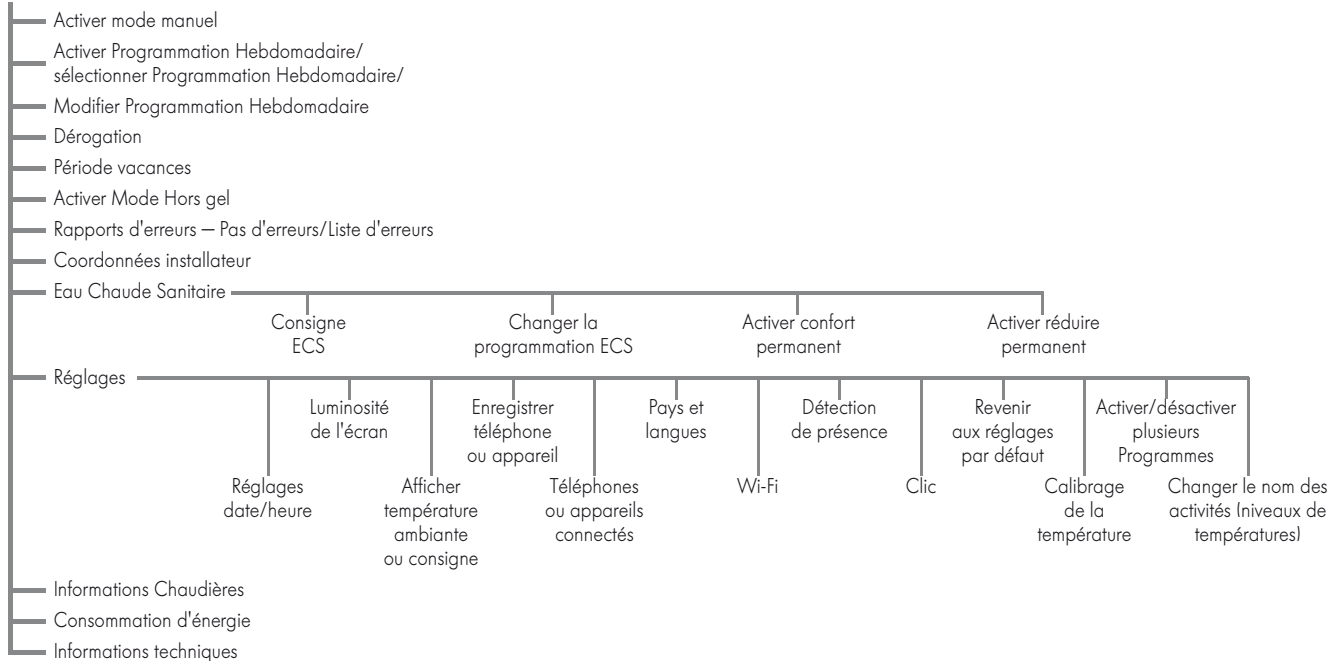 Activer mode manuel
Activer Programmation Hebdomadaire/
sélectionner Programmation Hebdomadaire/
Modifier Programmation Hebdomadaire
Dérogation
Période vacances
Activer Mode Hors gel
Rapports d'erreurs — Pas d'erreurs/Liste d'erreurs
Coordonnées installateur
Eau Chaude Sanitaire
Consigne
ECS
Changer la
programmation ECS
Activer confort
permanent
Activer réduire
permanent
Réglages
Luminosité
de l'écran
Enregistrer
téléphone
ou appareil
Pays et
langues
Détection
de présence
Revenir
aux réglages
par défaut
Activer/désactiver
plusieurs
Programmes
Réglages
date/heure
Afficher
température
ambiante
ou consigne
Téléphones
ou appareils
connectés
Wi-Fi
Clic
Calibrage
de la
température
Changer le nom des
activités (niveaux de
températures)
Informations Chaudières
Consommation d'énergie
Informations techniques